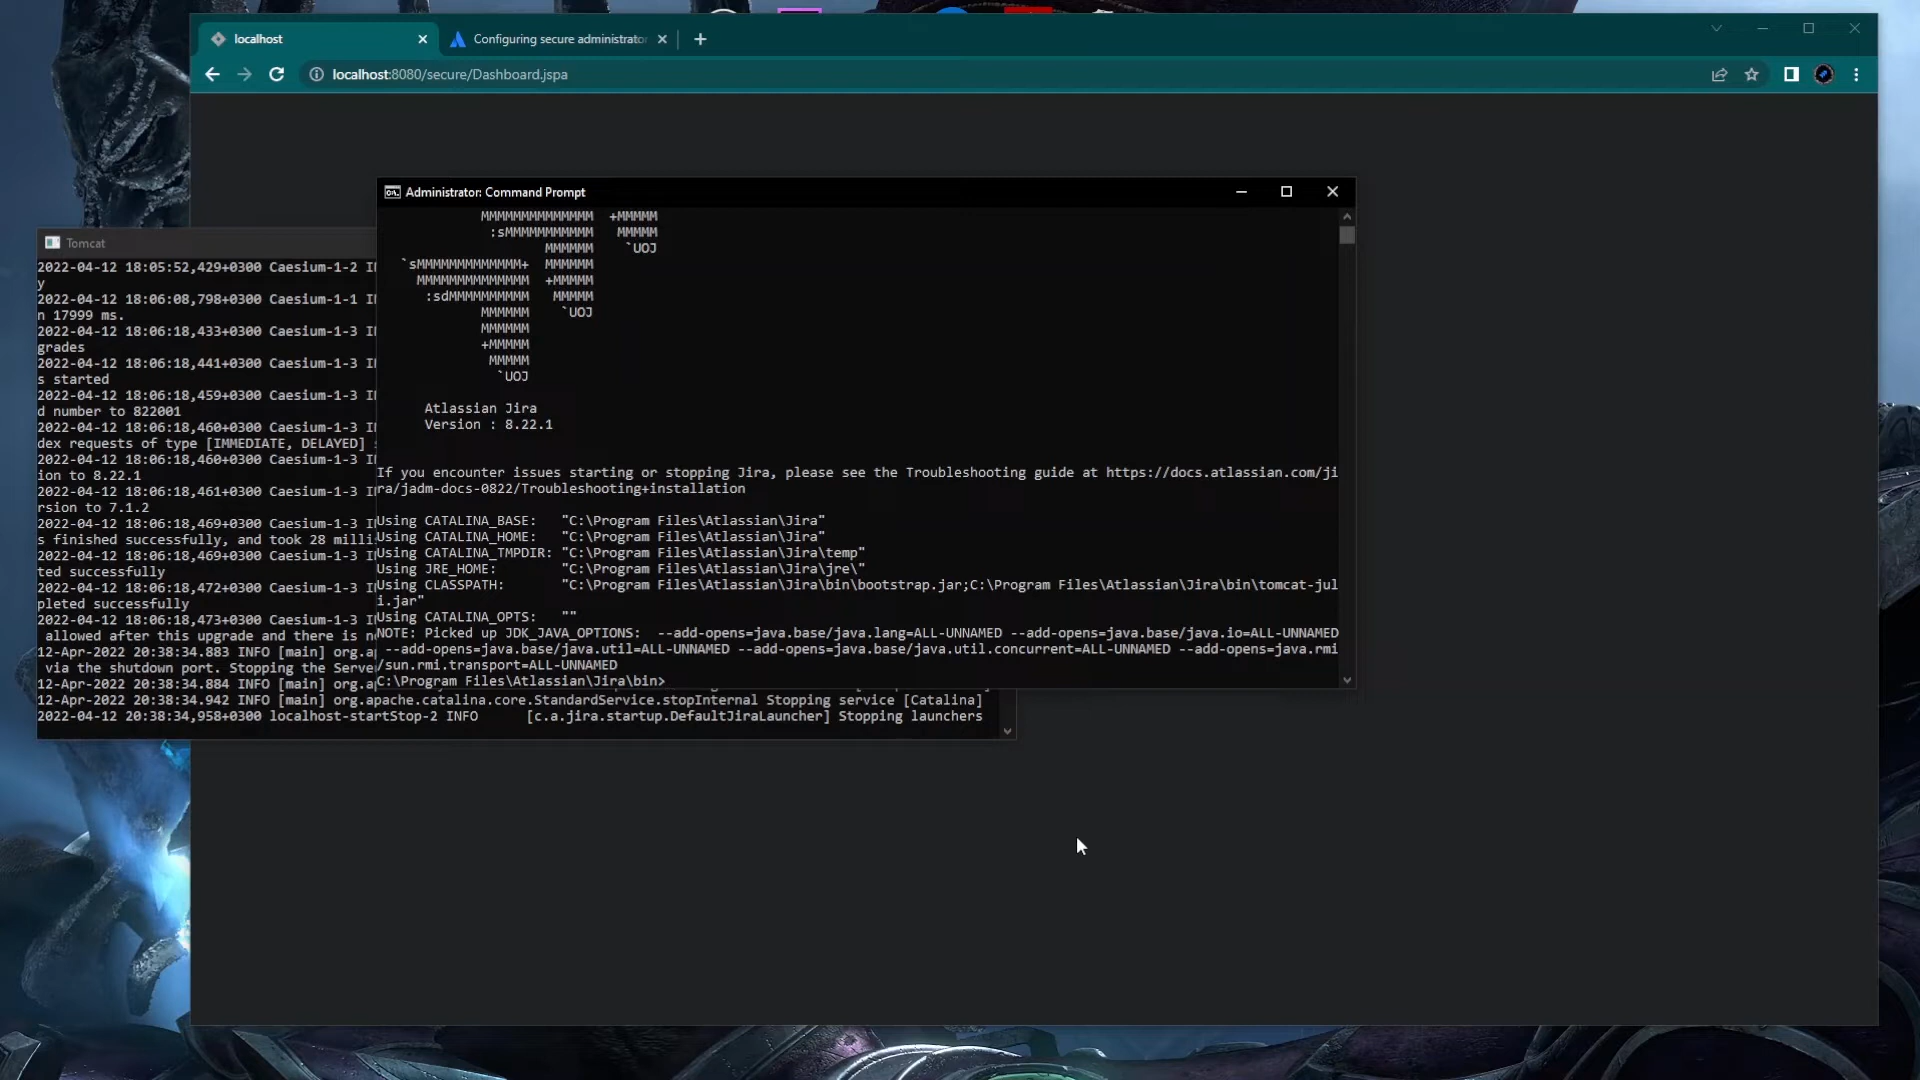 localhost
Configuring secure administrator
localhost:8080/secure/Dashboard.jspa
Administrator: Command Prompt
MMMMMMMMMMMMMM  +MMMMM
:sMMMMMMMMMMM   MMMMM
MMMMMM    `UOJ
`sMMMMMMMMMMMMM+  MMMMMM
MMMMMMMMMMMMMM  +MMMMM
:sdMMMMMMMMMM   MMMMM
MMMMMM    `UOJ
MMMMMM
+MMMMM
MMMMM
`UOJ
Atlassian Jira
Version : 8.22.1
If you encounter issues starting or stopping Jira, please see the Troubleshooting guide at https://docs.atlassian.com/ji
ra/jadm-docs-0822/Troubleshooting+installation
Using CATALINA_BASE:   "C:\Program Files\Atlassian\Jira"
Using CATALINA_HOME:   "C:\Program Files\Atlassian\Jira"
Using CATALINA_TMPDIR: "C:\Program Files\Atlassian\Jira\temp"
Using JRE_HOME:        "C:\Program Files\Atlassian\Jira\jre\"
Using CLASSPATH:       "C:\Program Files\Atlassian\Jira\bin\bootstrap.jar;C:\Program Files\Atlassian\Jira\bin\tomcat-jul
i.jar"
Using CATALINA_OPTS:   ""
NOTE: Picked up JDK_JAVA_OPTIONS:  --add-opens=java.base/java.lang=ALL-UNNAMED --add-opens=java.base/java.io=ALL-UNNAMED
--add-opens=java.base/java.util=ALL-UNNAMED --add-opens=java.base/java.util.concurrent=ALL-UNNAMED --add-opens=java.rmi
/sun.rmi.transport=ALL-UNNAMED
C:\Program Files\Atlassian\Jira\bin>
Tomcat
2022-04-12 18:05:52,429+0300 Caesium-1-2
y
2022-04-12 18:06:08,798+0300 Caesium-1-1
n 17999 ms.
2022-04-12 18:06:18,433+0300 Caesium-1-3
grades
2022-04-12 18:06:18,441+0300 Caesium-1-3
s started
2022-04-12 18:06:18,459+0300 Caesium-1-3
d number to 822001
2022-04-12 18:06:18,460+0300 Caesium-1-3
dex requests of type [IMMEDIATE, DELAYED]
2022-04-12 18:06:18,460+0300 Caesium-1-3
ion to 8.22.1
2022-04-12 18:06:18,461+0300 Caesium-1-3
rsion to 7.1.2
2022-04-12 18:06:18,469+0300 Caesium-1-3
s finished successfully, and took 28 milli
2022-04-12 18:06:18,469+0300 Caesium-1-3
ted successfully
2022-04-12 18:06:18,472+0300 Caesium-1-3
pleted successfully
2022-04-12 18:06:18,473+0300 Caesium-1-3
allowed after this upgrade and there is
12-Apr-2022 20:38:34.883 INFO [main] org.ap
via the shutdown port. Stopping the Serve
12-Apr-2022 20:38:34.884 INFO [main] org.ap
12-Apr-2022 20:38:34.942 INFO [main] org.apache.catalina.core.StandardService.stopInternal Stopping service [Catalina]
2022-04-12 20:38:34,958+0300 localhost-startStop-2 INFO      [c.a.jira.startup.DefaultJiraLauncher] Stopping launchers